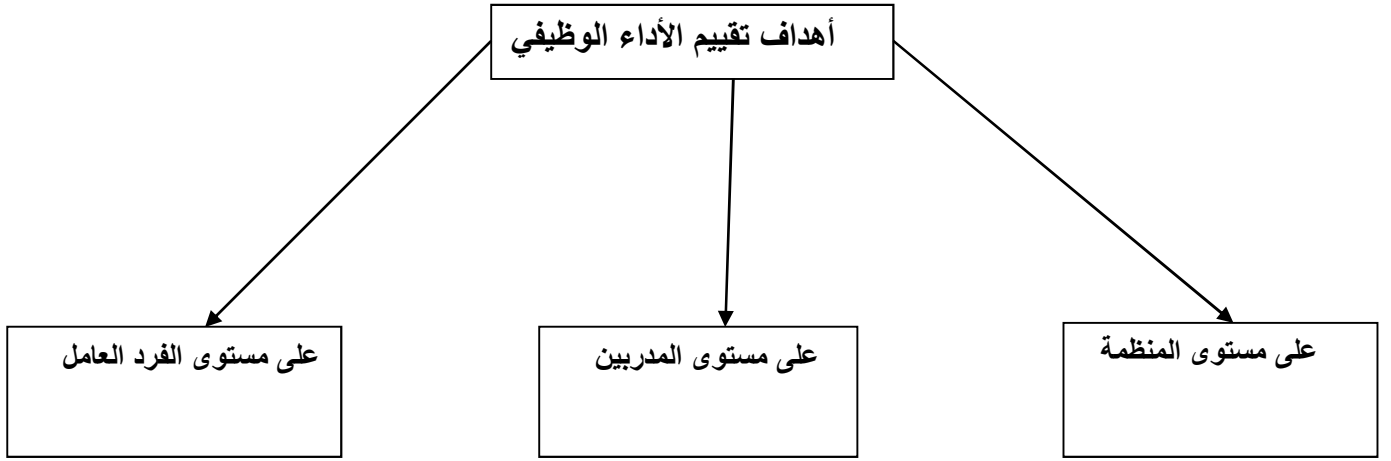 أهداف تقييم الأداء الوظيفي
على مستوى المنظمة
على مستوى المدربين
على مستوى الفرد العامل